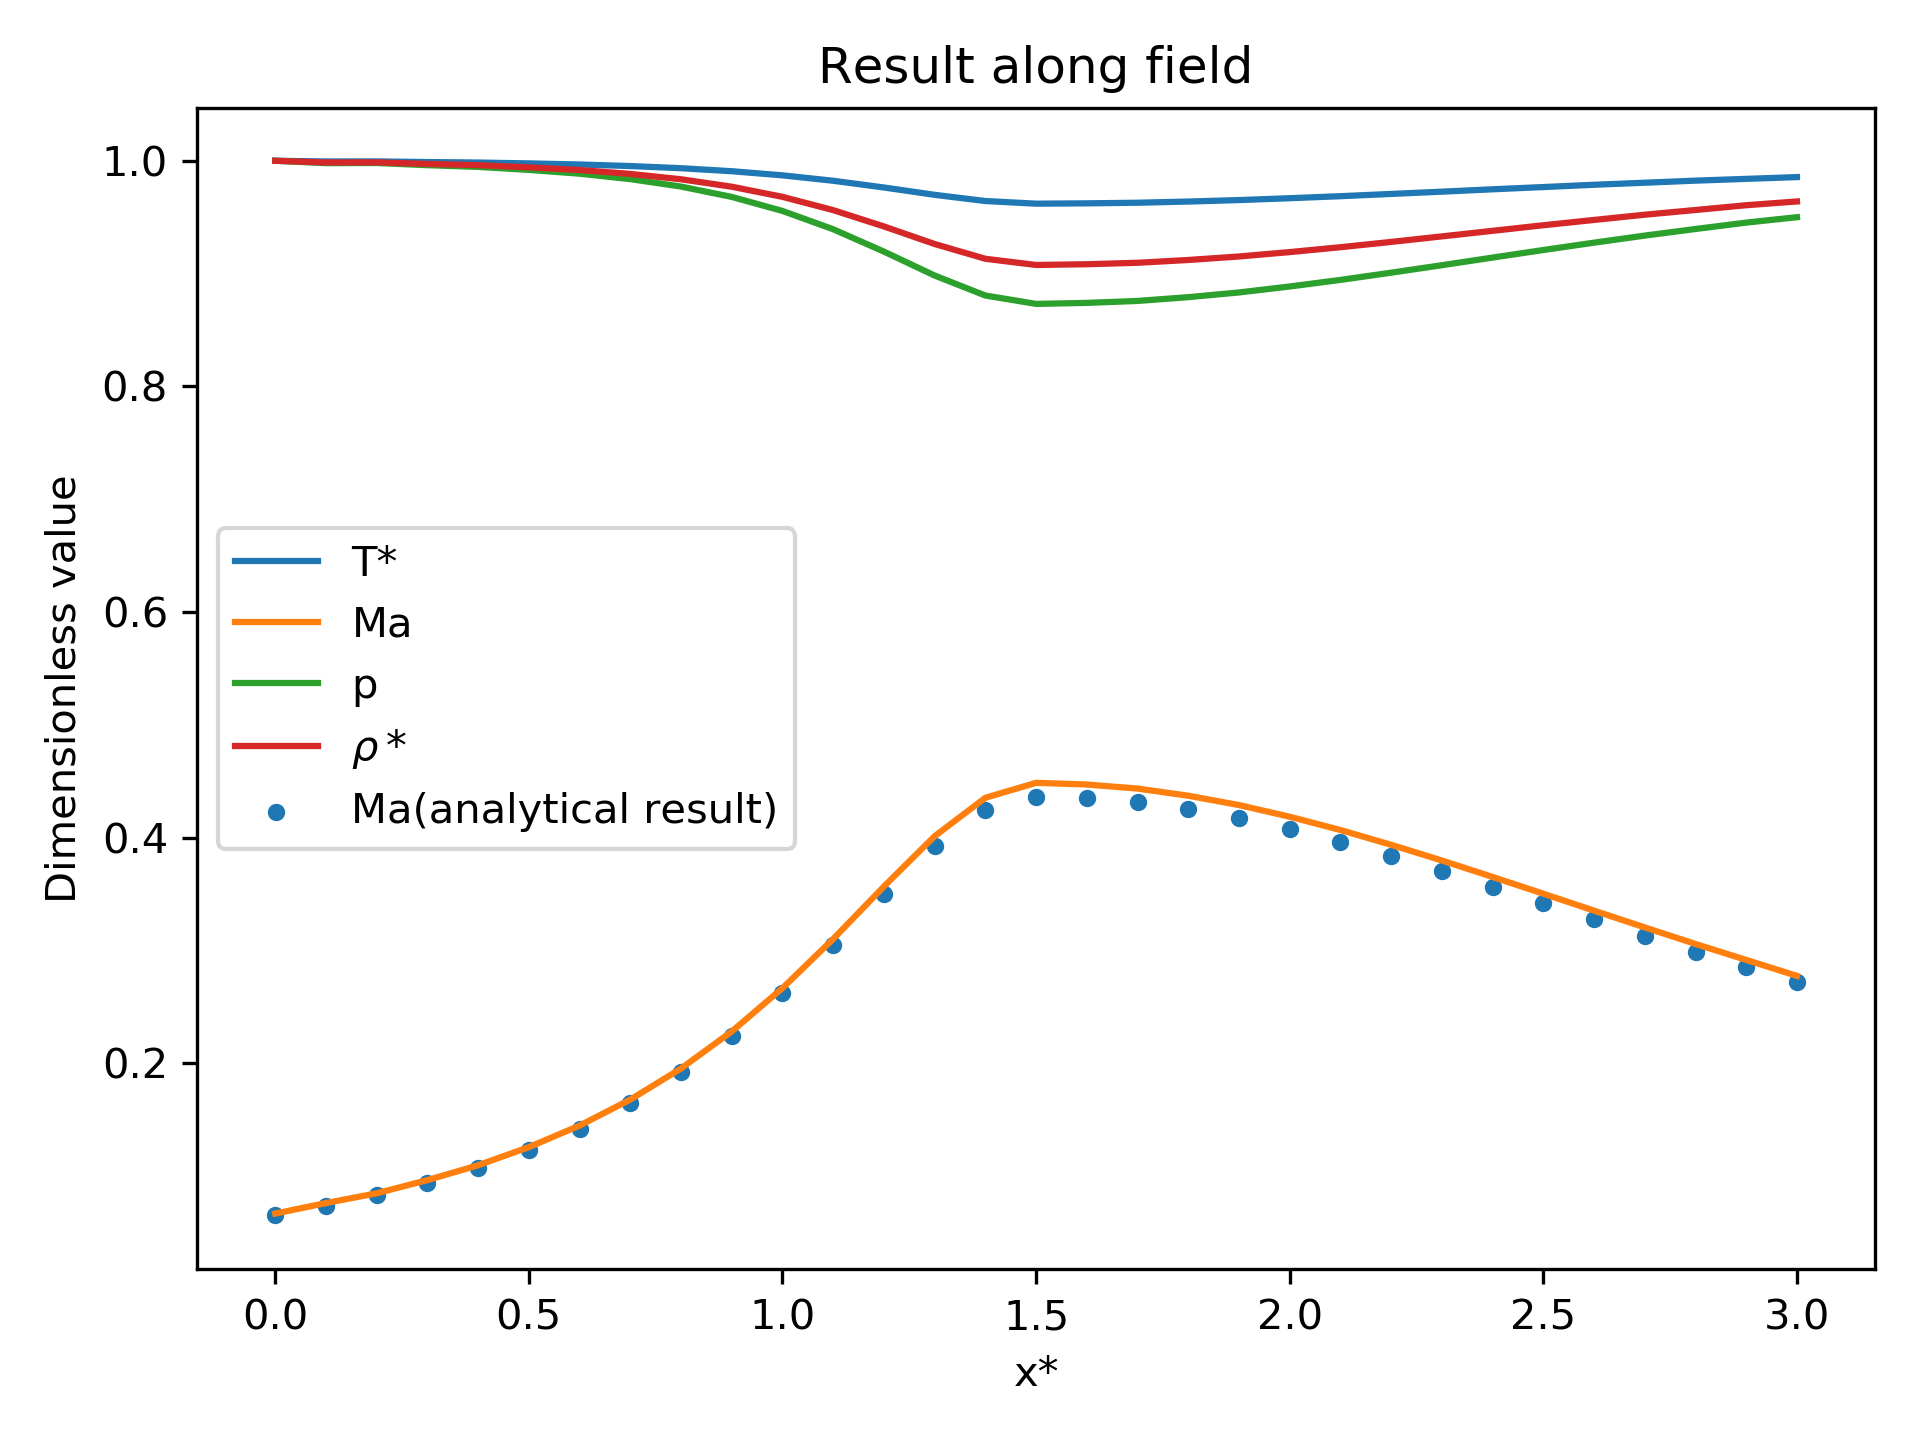 Result along field
1.0
0.8
0.6
0.4
0.2
Dimensionless value
T*
Ma
p
ρ*
Ma(analytical result)
0.0 0.5 1.0 1.5 2.0 2.5 3.0
x*